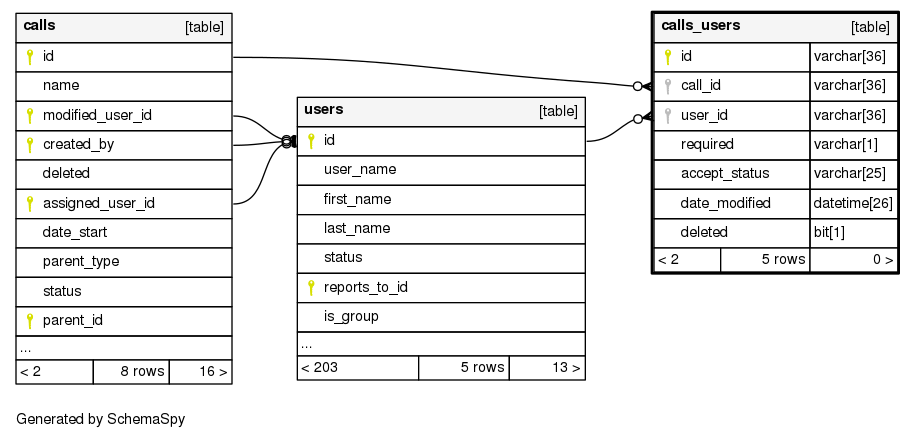 calls [table]
id
name
modified_user_id
created_by
deleted
assigned_user_id
date_start
parent_type
status
parent_id
...
< 2 8 rows 16 >
users [table]
id
user_name
first_name
last_name
status
reports_to_id
is_group
...
< 203 5 rows 13 >
calls_users [table]
id varchar[36]
call_id varchar[36]
user_id varchar[36]
required varchar[1]
accept_status varchar[25]
date_modified datetime[26]
deleted bit[1]
< 2 5 rows 0 >
Generated by SchemaSpy